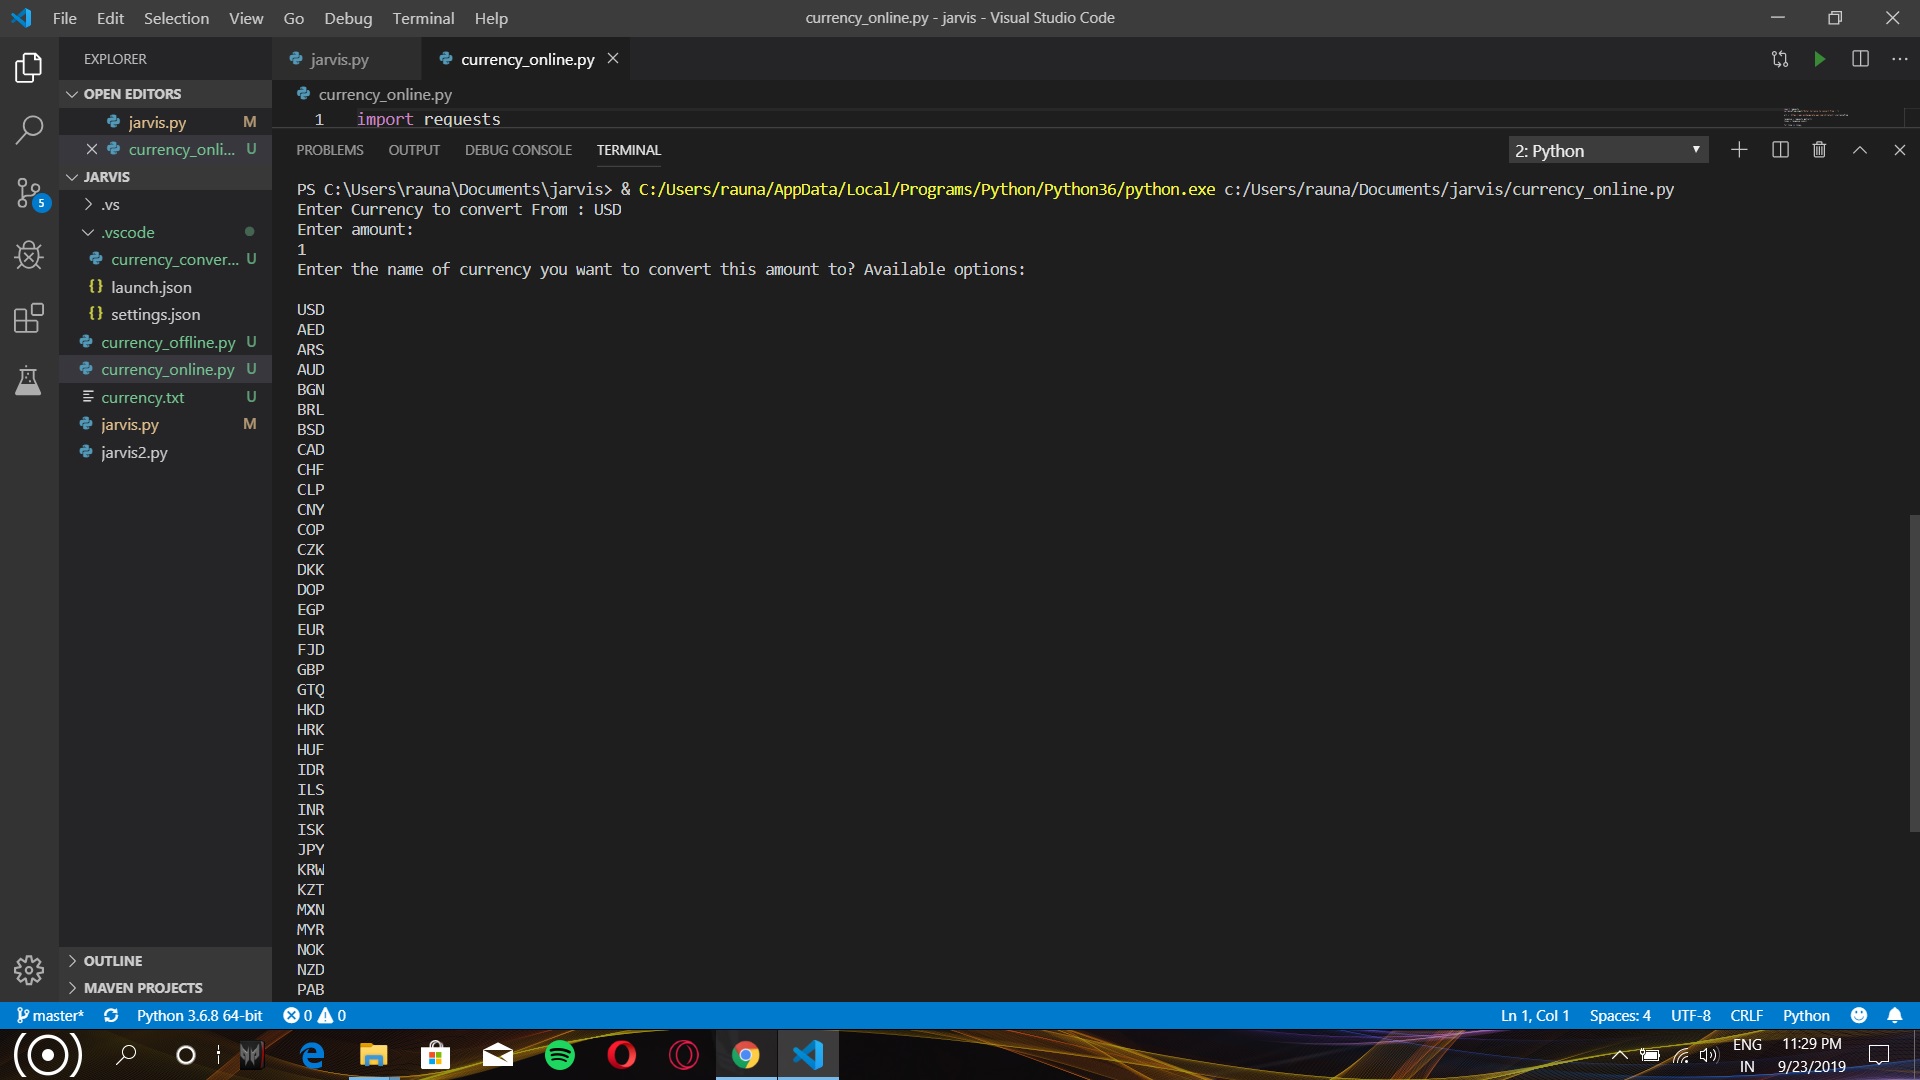 File Edit Selection View Go Debug Terminal Help
currency_online.py - jarvis - Visual Studio Code
EXPLORER
OPEN EDITORS
jarvis.py M
currency_onli... U
JARVIS
.vs
.vscode
currency_conver... U
launch.json
settings.json
currency_offline.py U
currency_online.py U
currency.txt U
jarvis.py M
jarvis2.py
OUTLINE
MAVEN PROJECTS
5
jarvis.py currency_online.py
currency_online.py
1 import requests
PROBLEMS OUTPUT DEBUG CONSOLE TERMINAL
2: Python
PS C:\Users\rauna\Documents\jarvis> & C:/Users/rauna/AppData/Local/Programs/Python/Python36/python.exe c:/Users/rauna/Documents/jarvis/currency_online.py
Enter Currency to convert From : USD
Enter amount:
1
Enter the name of currency you want to convert this amount to? Available options:
USD
AED
ARS
AUD
BGN
BRL
BSD
CAD
CHF
CLP
CNY
COP
CZK
DKK
DOP
EGP
EUR
FJD
GBP
GTQ
HKD
HRK
HUF
IDR
ILS
INR
ISK
JPY
KRW
KZT
MXN
MYR
NOK
NZD
PAB
master* Python 3.6.8 64-bit 0 0
Ln 1, Col 1 Spaces: 4 UTF-8 CRLF Python
ENG
IN
11:29 PM
9/23/2019